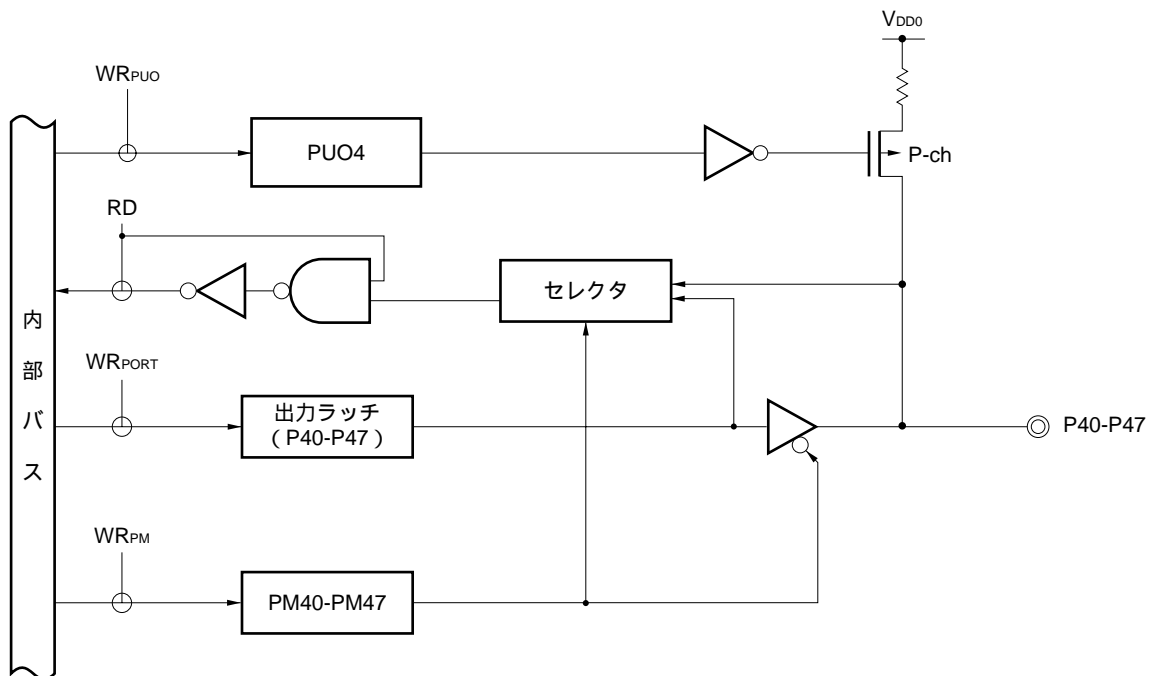 VDD0
WRPUO
PUO4
P-ch
RD
セレクタ
内部バス
WRPORT
出力ラッチ
（P40-P47）
P40-P47
WRPM
PM40-PM47